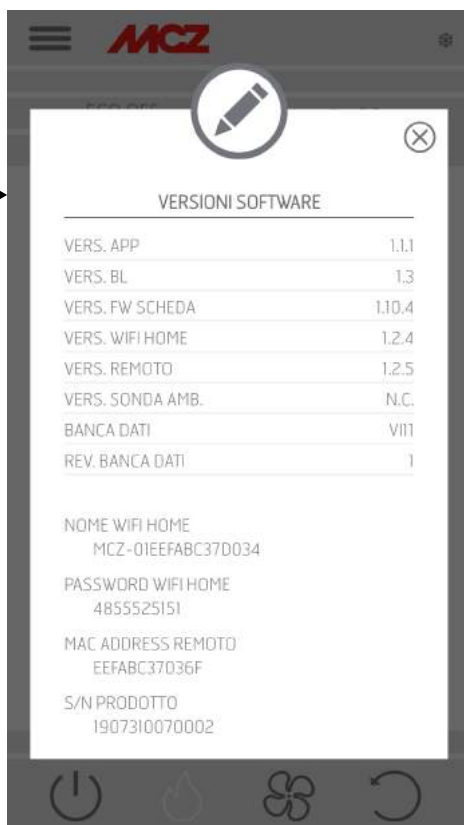 MCZ
VERSIONI SOFTWARE
VERS. APP 1.1.1
VERS. BL 1.3
VERS. FW SCHEDA 1.10.4
VERS. WIFI HOME 1.2.4
VERS. REMOTO 1.2.5
VERS. SONDA AMB. N.C.
BANCA DATI VI11
REV. BANCA DATI 1
NOME WIFI HOME
MCZ-01EEFABC37D034
PASSWORD WIFI HOME
4855525151
MAC ADDRESS REMOTO
EEFABC37036F
S/N PRODOTTO
1907310070002